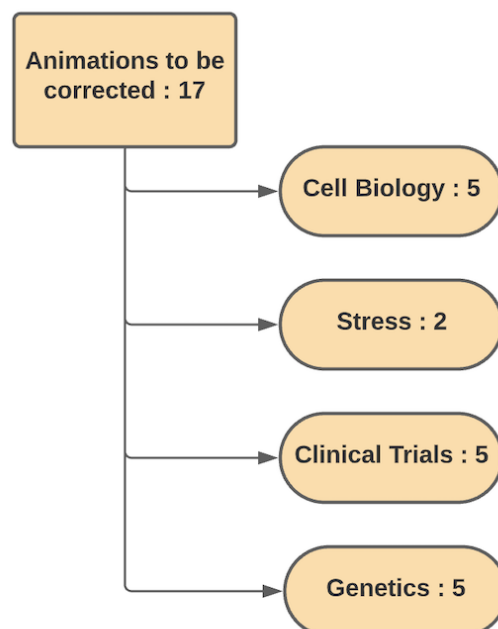 Animations to be
corrected : 17
Cell Biology : 5
Stress : 2
Clinical Trials : 5
Genetics : 5